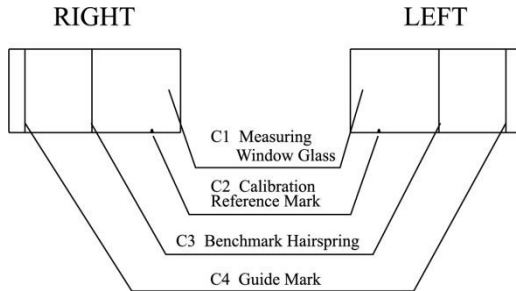 RIGHT
LEFT
C1 Measuring
Window Glass
C2 Calibration
Reference Mark
C3 Benchmark Hairspring
C4 Guide Mark